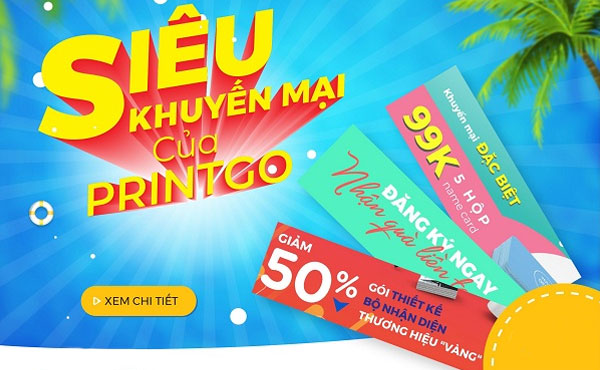 SIÊU
KHUYẾN MẠI
Của
PRINTGO
XEM CHI TIẾT
Khuyến mại ĐẶC BIỆT
99K
5 HỘP
name card
ĐĂNG KÝ NGAY
Nhận quà liền
GIẢM
50%
GÓI THIẾT KẾ
BỘ NHẬN DIỆN
THƯƠNG HIỆU "VÀNG"